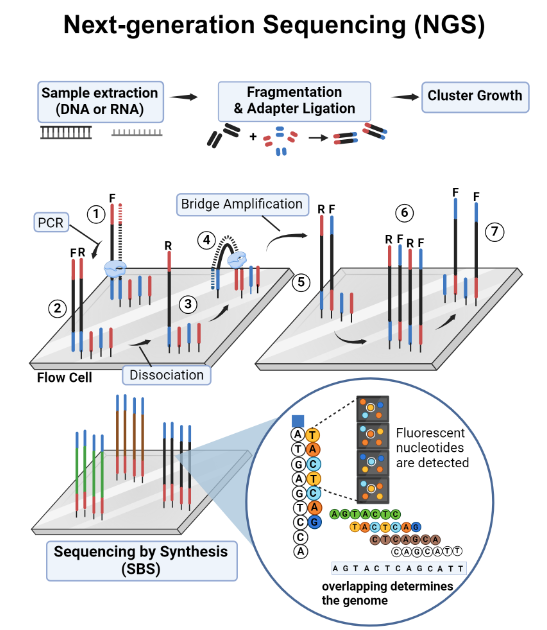 Next-generation Sequencing (NGS)
Sample extraction
(DNA or RNA)
Fragmentation
& Adapter Ligation
Cluster Growth
+
F
1
PCR
F R
2
R
3
4
Bridge Amplification
5
R F
6
R F R F
F F
7
Flow Cell
Dissociation
Sequencing by Synthesis
(SBS)
A T
T A
G C
A T
G C
T A
C G
C
A
Fluorescent
nucleotides
are detected
AGTACTC
TACTCAG
CTCAGCA
CAGCATT
A G T A C T C A G C A T T
overlapping determines
the genome